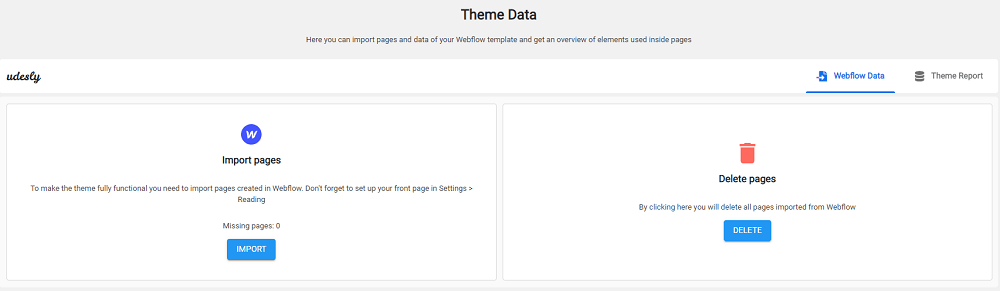 Theme Data
Here you can import pages and data of your Webflow template and get an overview of elements used inside pages
udesly
Webflow Data
Theme Report
W
Import pages
To make the theme fully functional you need to import pages created in Webflow. Don't forget to set up your front page in Settings >
Reading
Missing pages: 0
IMPORT
Delete pages
By clicking here you will delete all pages imported from Webflow
DELETE